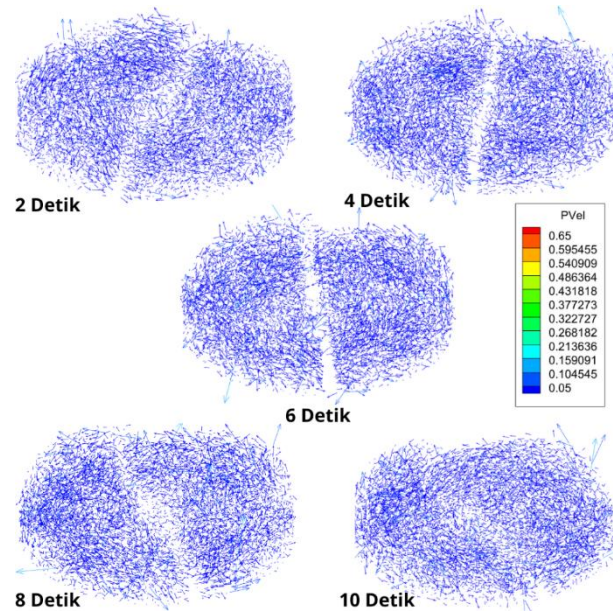 2 Detik
4 Detik
PVel
0.65
0.595455
0.540909
0.486364
0.431818
0.377273
0.322727
0.268182
0.213636
0.159091
0.104545
0.05
6 Detik
8 Detik
10 Detik